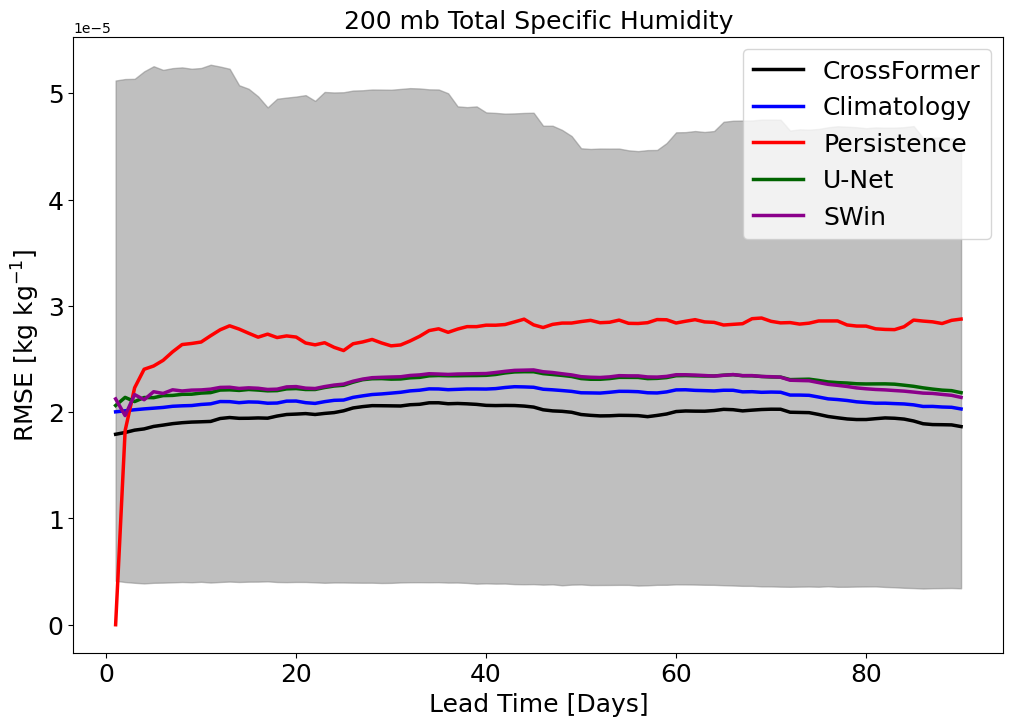 200 mb Total Specific Humidity
1e−5
CrossFormer
Climatology
Persistence
U-Net
SWin
RMSE [kg kg⁻¹]
5
4
3
2
1
0
0 20 40 60 80
Lead Time [Days]